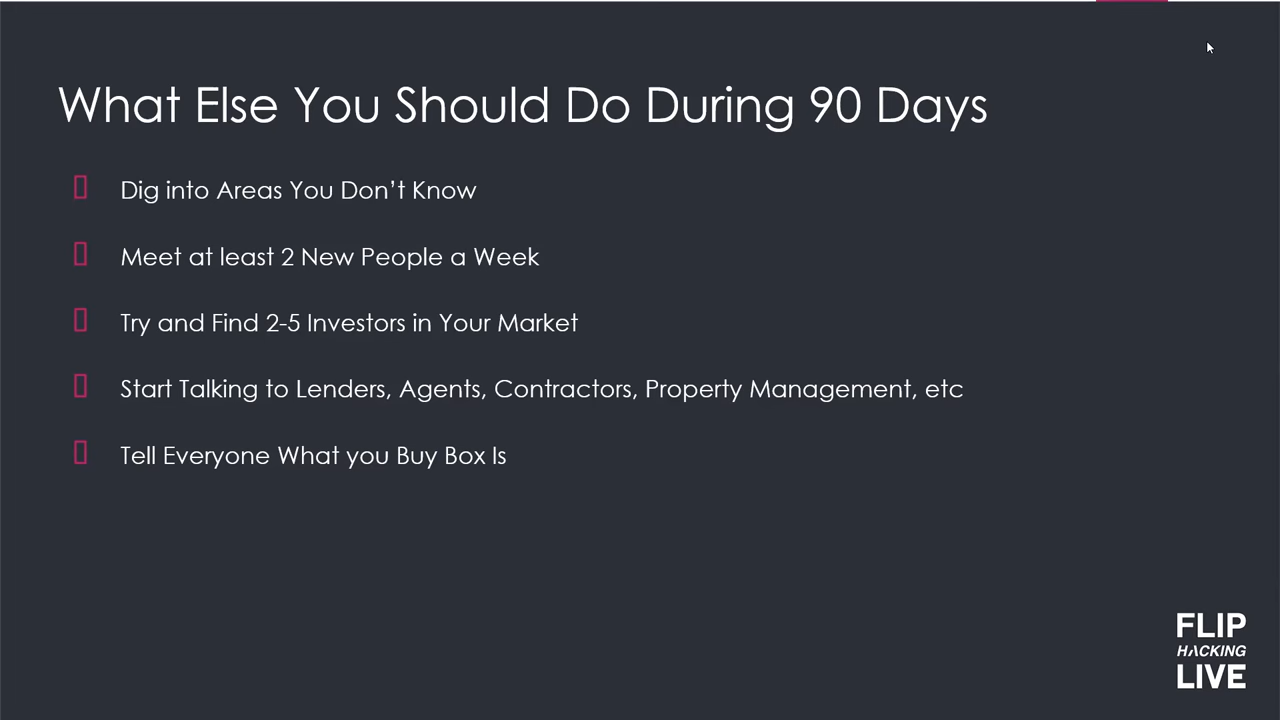 What Else You Should Do During 90 Days
Dig into Areas You Don’t Know
Meet at least 2 New People a Week
Try and Find 2-5 Investors in Your Market
Start Talking to Lenders, Agents, Contractors, Property Management, etc
Tell Everyone What you Buy Box Is
FLIP
HACKING
LIVE